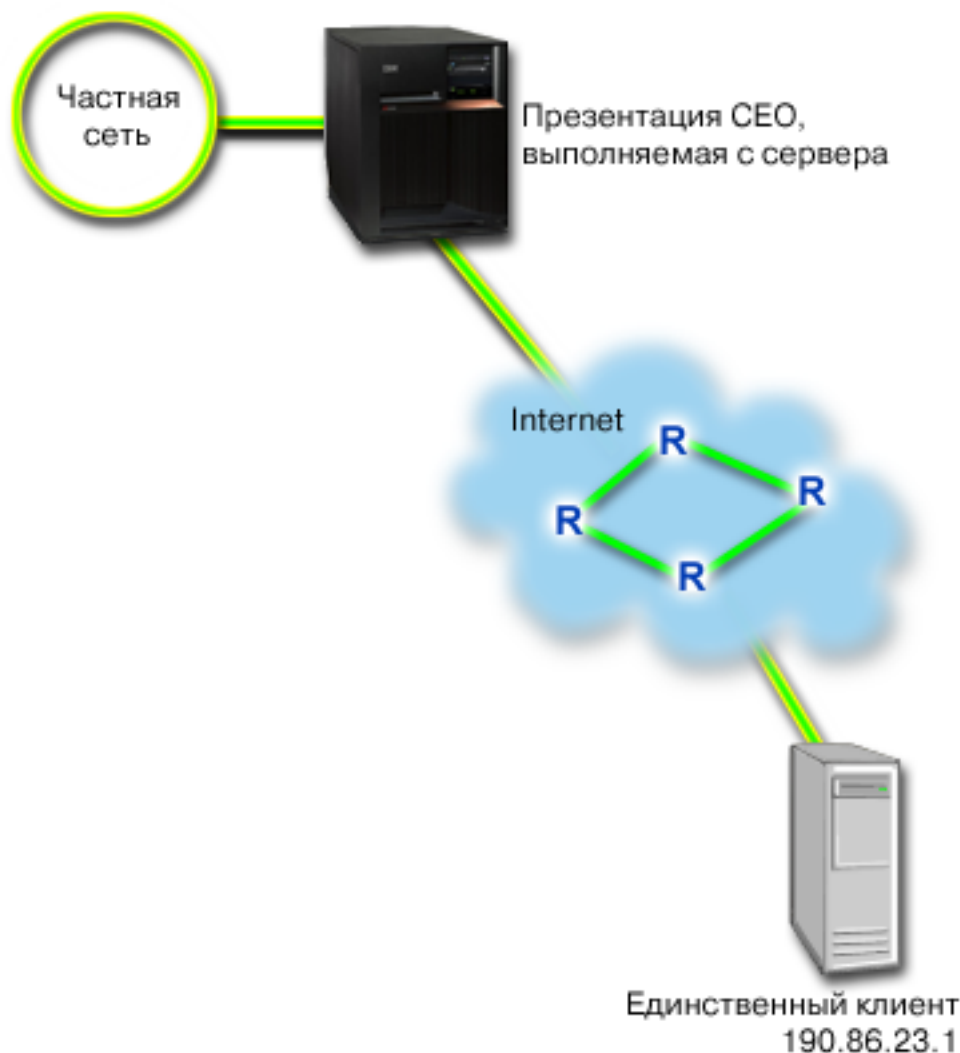 Частная
сеть
Презентация CEO,
выполняемая с сервера
Internet
R
R
R
R
Единственный клиент
190.86.23.1